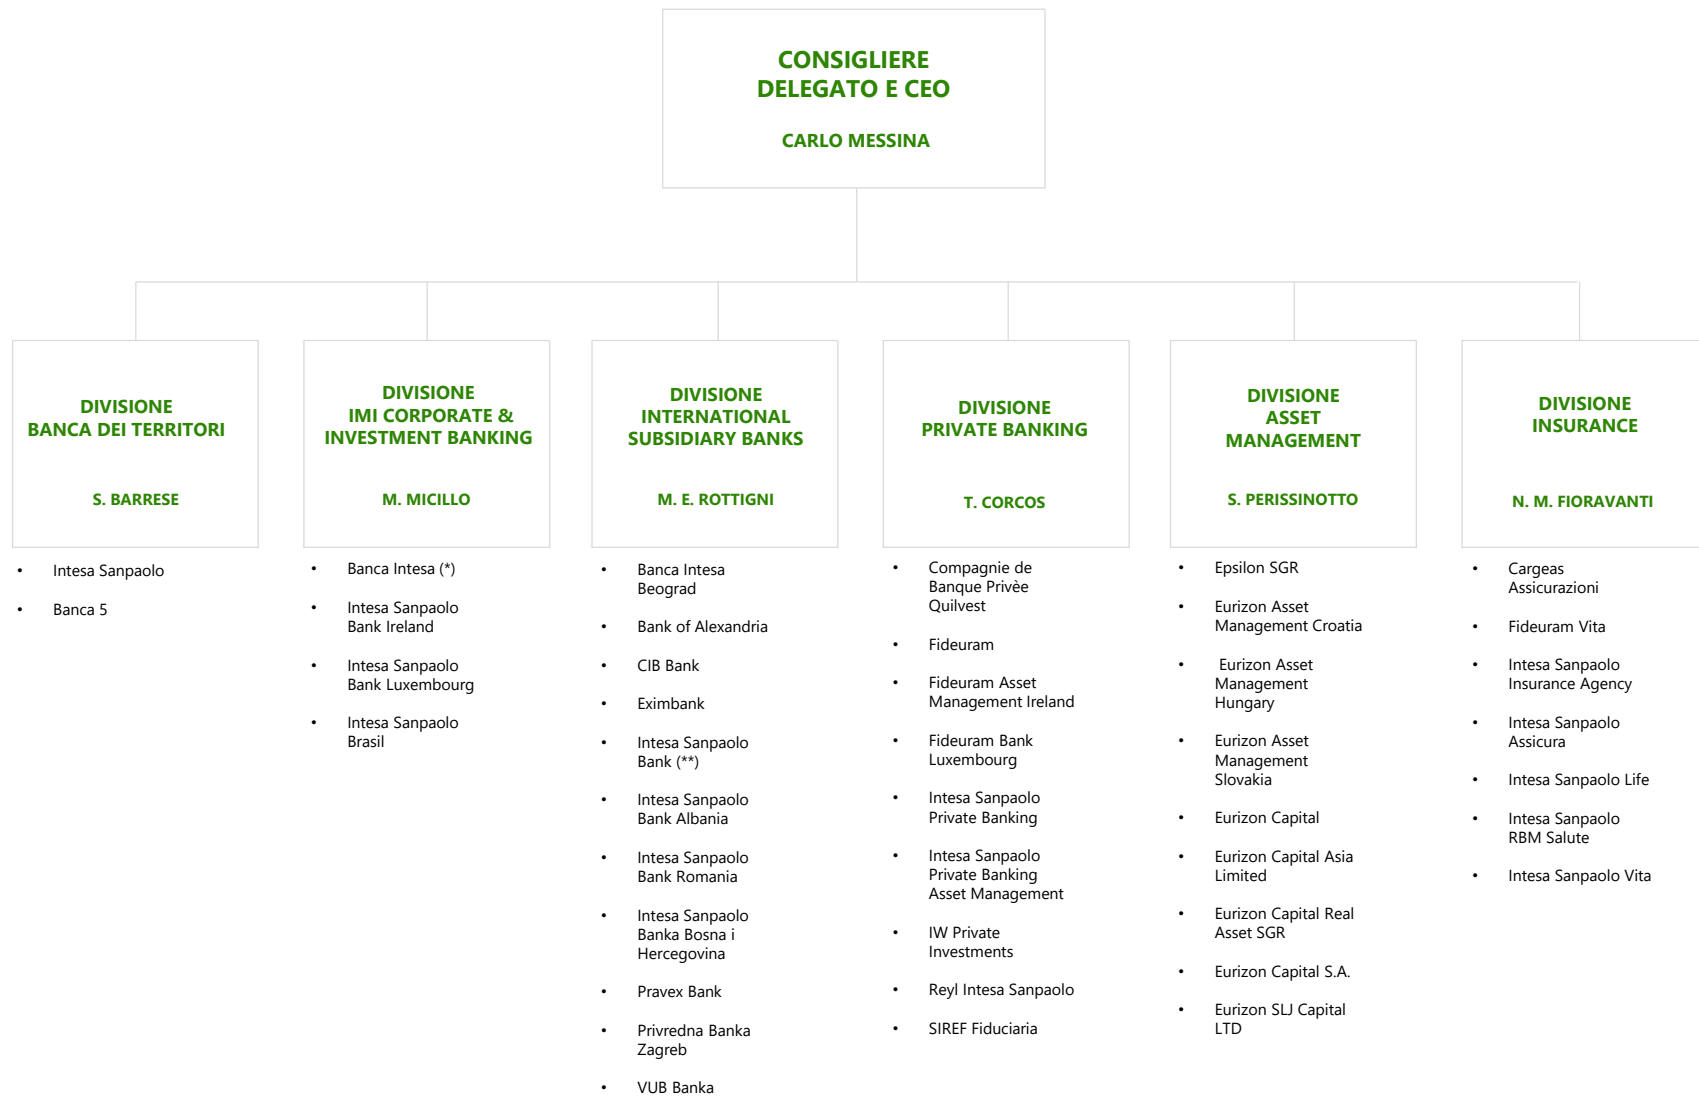 CONSIGLIERE
DELEGATO E CEO
CARLO MESSINA
DIVISIONE
BANCA DEI TERRITORI
S. BARRESE
• Intesa Sanpaolo
• Banca 5
DIVISIONE
IMI CORPORATE &
INVESTMENT BANKING
M. MICILLO
• Banca Intesa (*)
• Intesa Sanpaolo
Bank Ireland
• Intesa Sanpaolo
Bank Luxembourg
• Intesa Sanpaolo
Brasil
DIVISIONE
INTERNATIONAL
SUBSIDIARY BANKS
M. E. ROTTIGNI
• Banca Intesa
Beograd
• Bank of Alexandria
• CIB Bank
• Eximbank
• Intesa Sanpaolo
Bank (**)
• Intesa Sanpaolo
Bank Albania
• Intesa Sanpaolo
Bank Romania
• Intesa Sanpaolo
Banka Bosna i
Hercegovina
• Pravex Bank
• Privredna Banka
Zagreb
• VUB Banka
DIVISIONE
PRIVATE BANKING
T. CORCOS
• Compagnie de
Banque Privèe
Quilvest
• Fideuram
• Fideuram Asset
Management Ireland
• Fideuram Bank
Luxembourg
• Intesa Sanpaolo
Private Banking
• Intesa Sanpaolo
Private Banking
Asset Management
• IW Private
Investments
• Reyl Intesa Sanpaolo
• SIREF Fiduciaria
DIVISIONE
ASSET
MANAGEMENT
S. PERISSINOTTO
• Epsilon SGR
• Eurizon Asset
Management Croatia
• Eurizon Asset
Management
Hungary
• Eurizon Asset
Management
Slovakia
• Eurizon Capital
• Eurizon Capital Asia
Limited
• Eurizon Capital Real
Asset SGR
• Eurizon Capital S.A.
• Eurizon SLJ Capital
LTD
DIVISIONE
INSURANCE
N. M. FIORAVANTI
• Cargeas
Assicurazioni
• Fideuram Vita
• Intesa Sanpaolo
Insurance Agency
• Intesa Sanpaolo
Assicura
• Intesa Sanpaolo Life
• Intesa Sanpaolo
RBM Salute
• Intesa Sanpaolo Vita